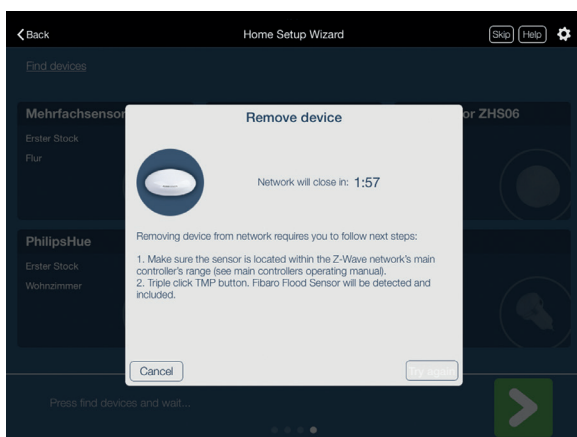 Back
Home Setup Wizard
Skip
Help
Find devices
Mehrfachsensor
Erster Stock
Flur
or ZHS06
PhilipsHue
Erster Stock
Wohnzimmer
Remove device
Network will close in: 1:57
Removing device from network requires you to follow next steps:
1. Make sure the sensor is located within the Z-Wave network's main
controller's range (see main controllers operating manual).
2. Triple click TMP button. Fibaro Flood Sensor will be detected and
included.
Cancel
Try again
Press find devices and wait...